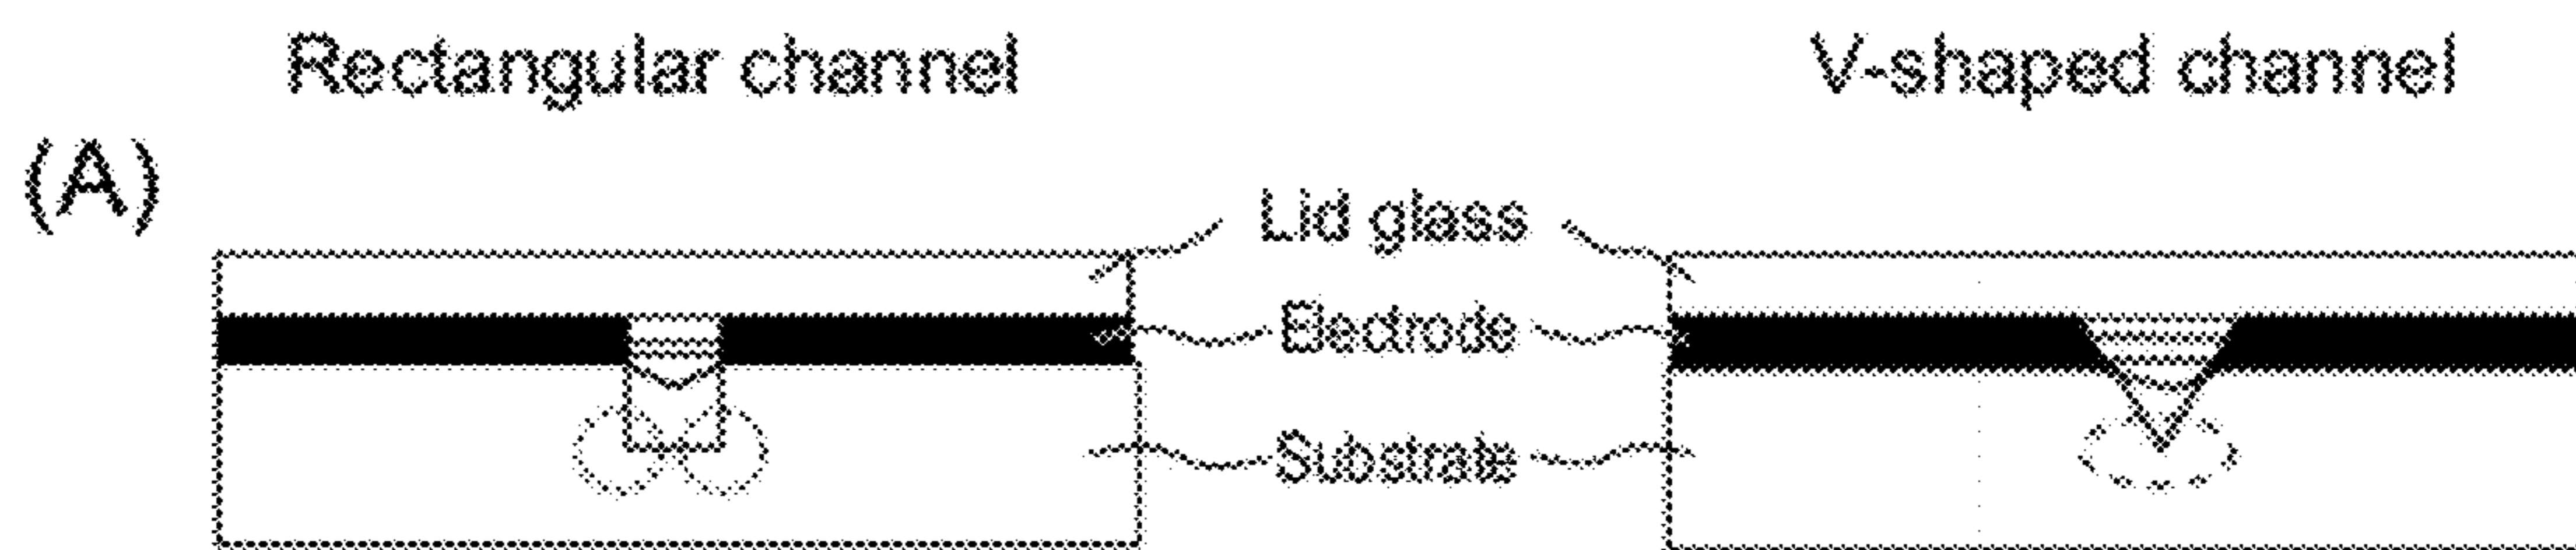 Rectangular channel
V-shaped channel
(A)
Lid glass
Electrode
Substrate